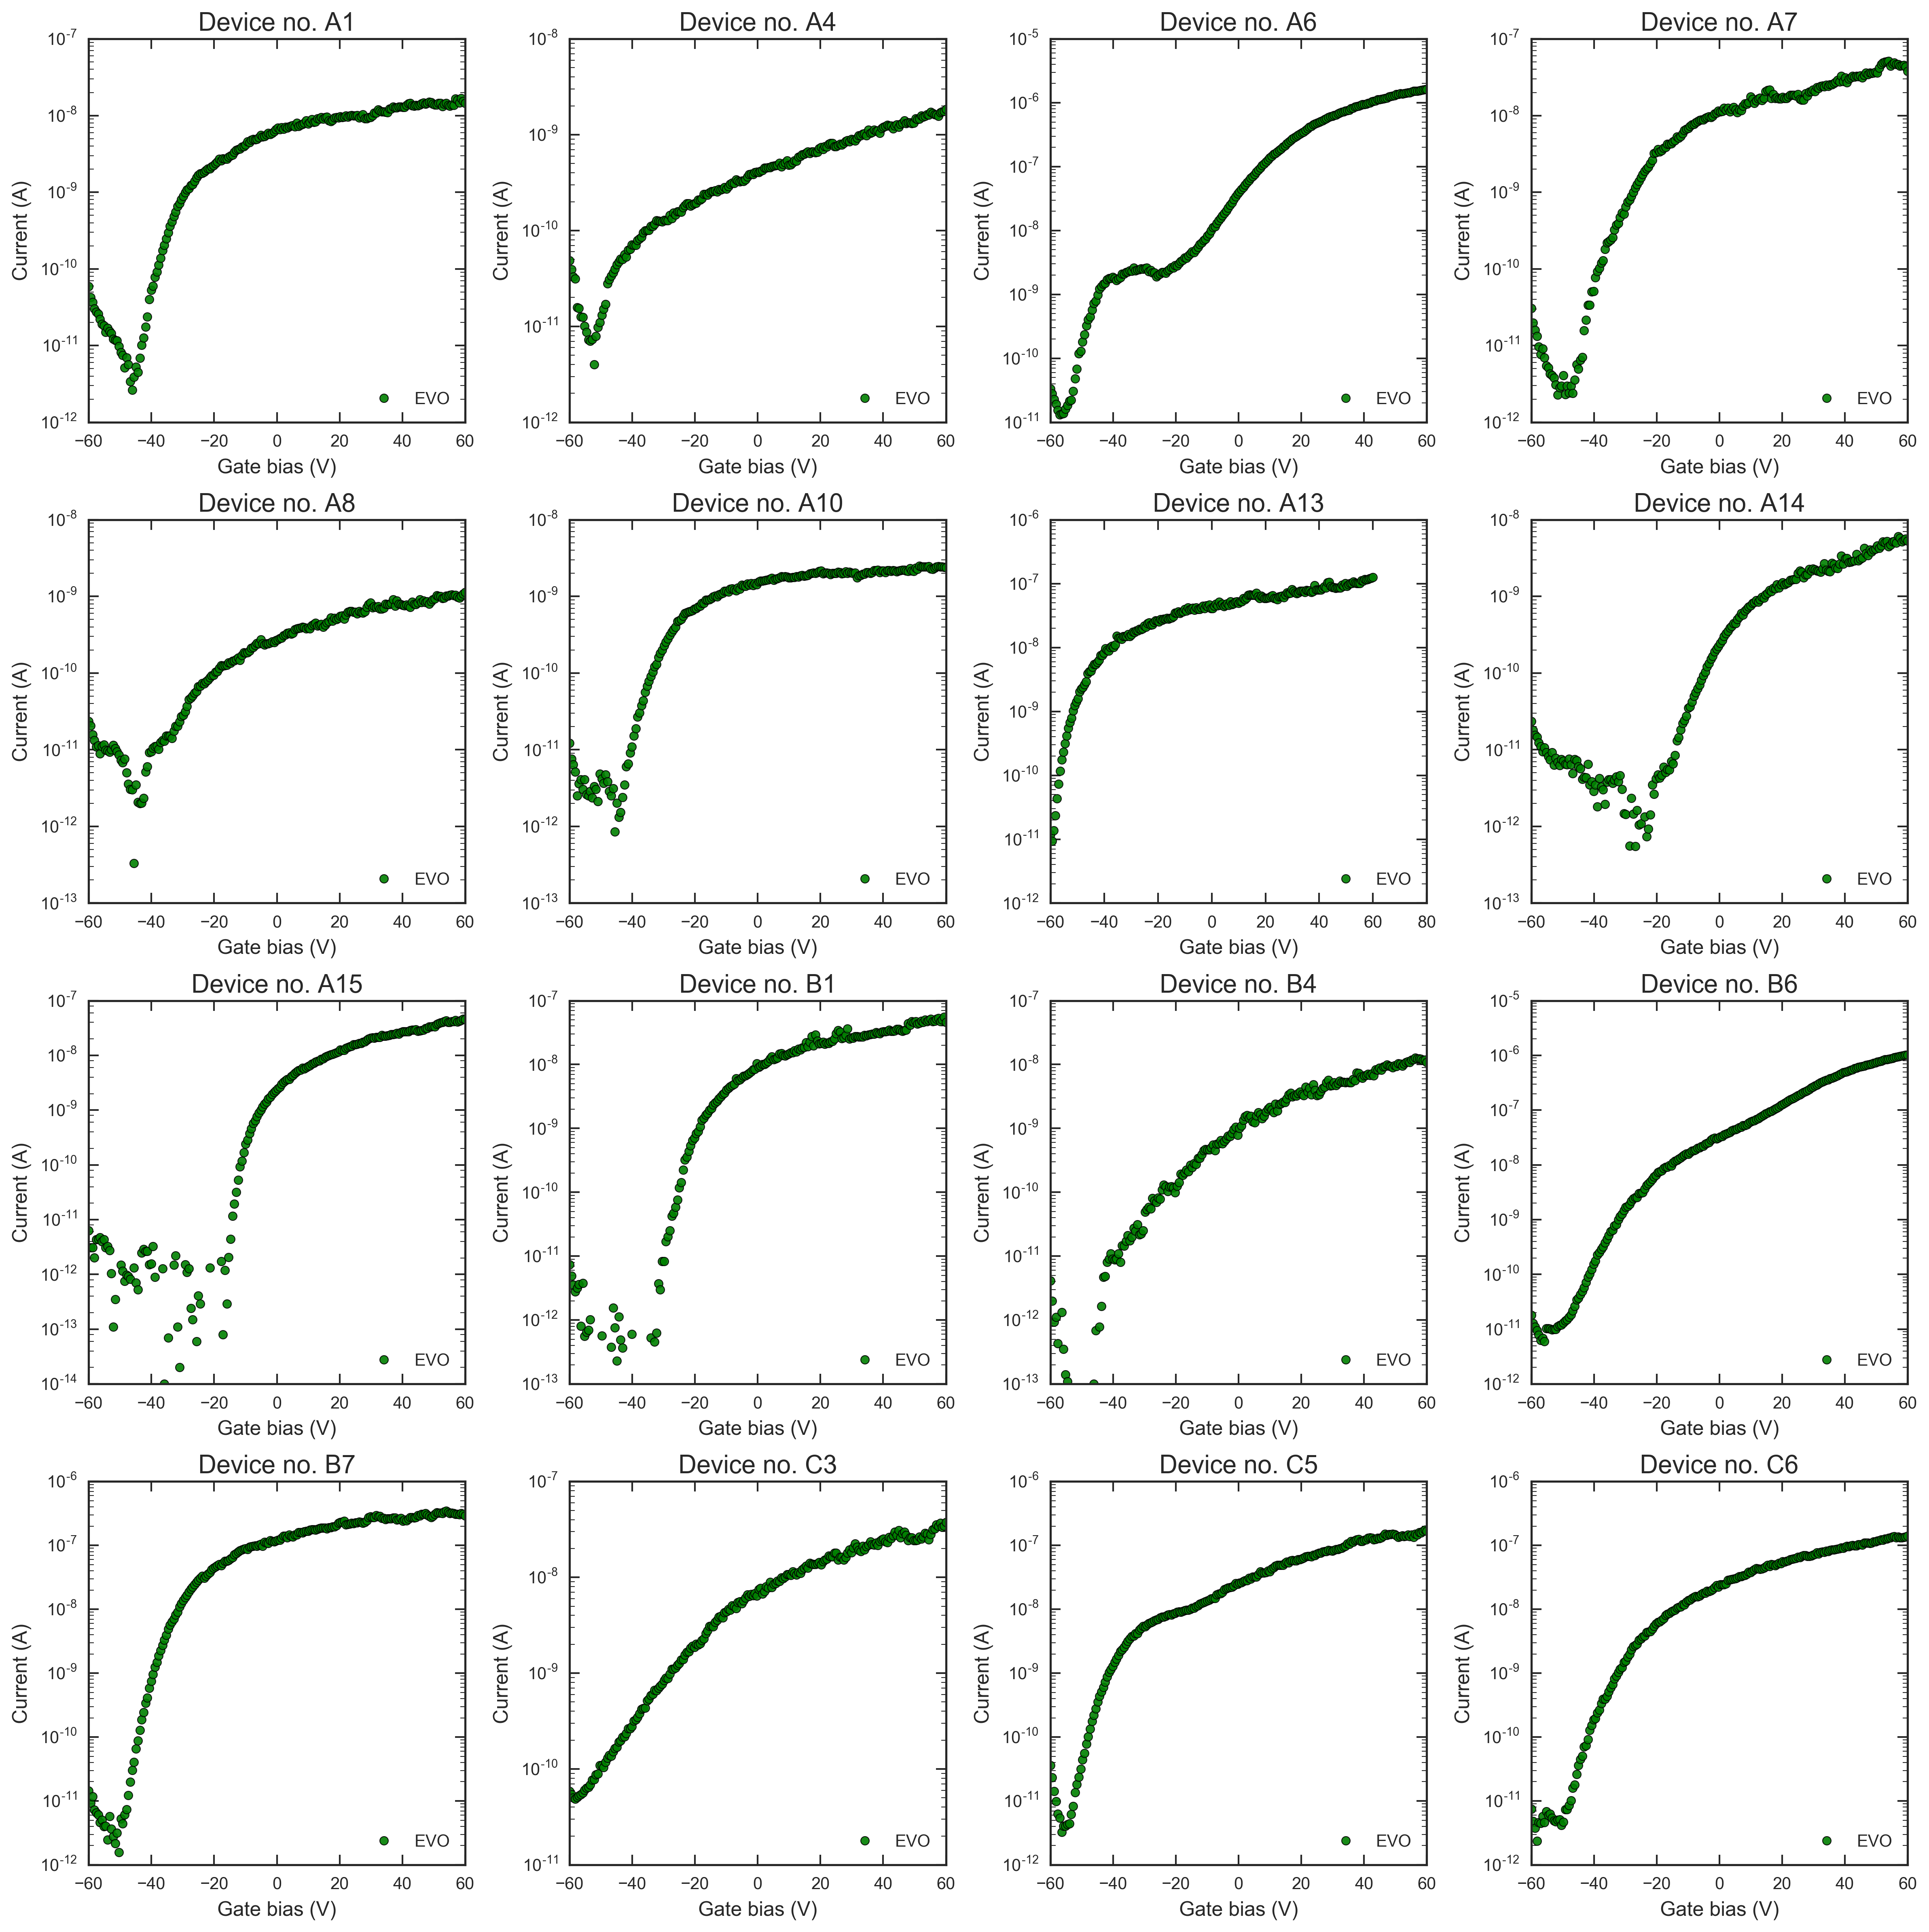 Device no. A1
Current (A)
10^-7
10^-8
10^-9
10^-10
10^-11
10^-12
EVO
−60 −40 −20 0 20 40 60
Gate bias (V)
Device no. A4
Current (A)
10^-8
10^-9
10^-10
10^-11
10^-12
EVO
−60 −40 −20 0 20 40 60
Gate bias (V)
Device no. A6
Current (A)
10^-5
10^-6
10^-7
10^-8
10^-9
10^-10
10^-11
EVO
−60 −40 −20 0 20 40 60
Gate bias (V)
Device no. A7
Current (A)
10^-7
10^-8
10^-9
10^-10
10^-11
10^-12
EVO
−60 −40 −20 0 20 40 60
Gate bias (V)
Device no. A8
Current (A)
10^-8
10^-9
10^-10
10^-11
10^-12
10^-13
EVO
−60 −40 −20 0 20 40 60
Gate bias (V)
Device no. A10
Current (A)
10^-8
10^-9
10^-10
10^-11
10^-12
10^-13
EVO
−60 −40 −20 0 20 40 60
Gate bias (V)
Device no. A13
Current (A)
10^-6
10^-7
10^-8
10^-9
10^-10
10^-11
10^-12
EVO
−60 −40 −20 0 20 40 60 80
Gate bias (V)
Device no. A14
Current (A)
10^-8
10^-9
10^-10
10^-11
10^-12
10^-13
EVO
−60 −40 −20 0 20 40 60
Gate bias (V)
Device no. A15
Current (A)
10^-7
10^-8
10^-9
10^-10
10^-11
10^-12
10^-13
10^-14
EVO
−60 −40 −20 0 20 40 60
Gate bias (V)
Device no. B1
Current (A)
10^-7
10^-8
10^-9
10^-10
10^-11
10^-12
10^-13
EVO
−60 −40 −20 0 20 40 60
Gate bias (V)
Device no. B4
Current (A)
10^-7
10^-8
10^-9
10^-10
10^-11
10^-12
10^-13
EVO
−60 −40 −20 0 20 40 60
Gate bias (V)
Device no. B6
Current (A)
10^-5
10^-6
10^-7
10^-8
10^-9
10^-10
10^-11
10^-12
EVO
−60 −40 −20 0 20 40 60
Gate bias (V)
Device no. B7
Current (A)
10^-6
10^-7
10^-8
10^-9
10^-10
10^-11
10^-12
EVO
−60 −40 −20 0 20 40 60
Gate bias (V)
Device no. C3
Current (A)
10^-7
10^-8
10^-9
10^-10
10^-11
EVO
−60 −40 −20 0 20 40 60
Gate bias (V)
Device no. C5
Current (A)
10^-6
10^-7
10^-8
10^-9
10^-10
10^-11
10^-12
EVO
−60 −40 −20 0 20 40 60
Gate bias (V)
Device no. C6
Current (A)
10^-6
10^-7
10^-8
10^-9
10^-10
10^-11
10^-12
EVO
−60 −40 −20 0 20 40 60
Gate bias (V)